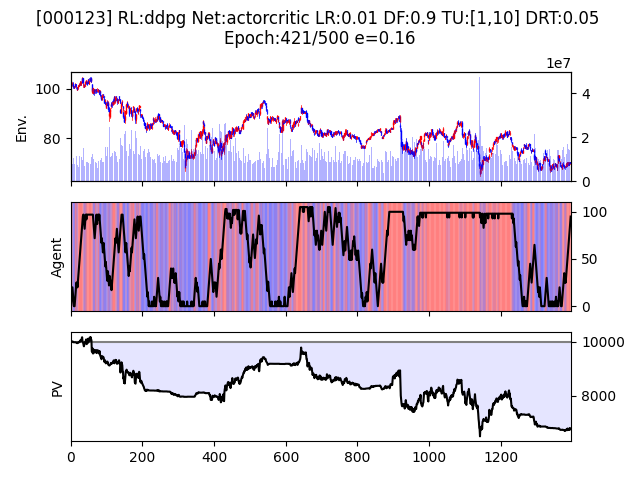 [000123] RL:ddpg Net:actorcritic LR:0.01 DF:0.9 TU:[1,10] DRT:0.05
Epoch:421/500 e=0.16
1e7
100
80
Env.
4
2
0
Agent
100
50
0
PV
10000
8000
0 200 400 600 800 1000 1200